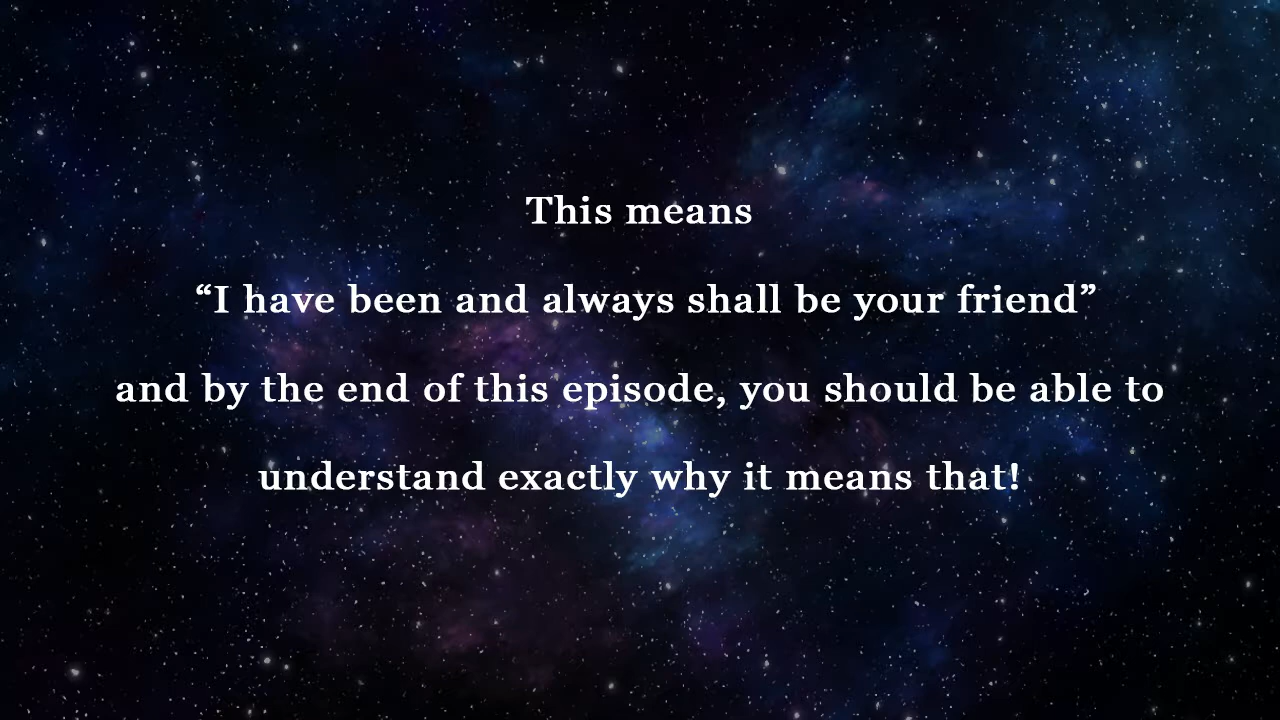 This means
“I have been and always shall be your friend”
and by the end of this episode, you should be able to
understand exactly why it means that!